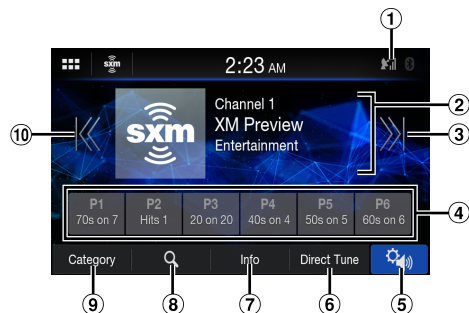 1
sxm
2:23 AM
sxm
Channel 1
XM Preview
Entertainment
2
3
10
P1
70s on 7
P2
Hits 1
P3
20 on 20
P4
40s on 4
P5
50s on 5
P6
60s on 6
4
Category
Info
Direct Tune
9
8
7
6
5